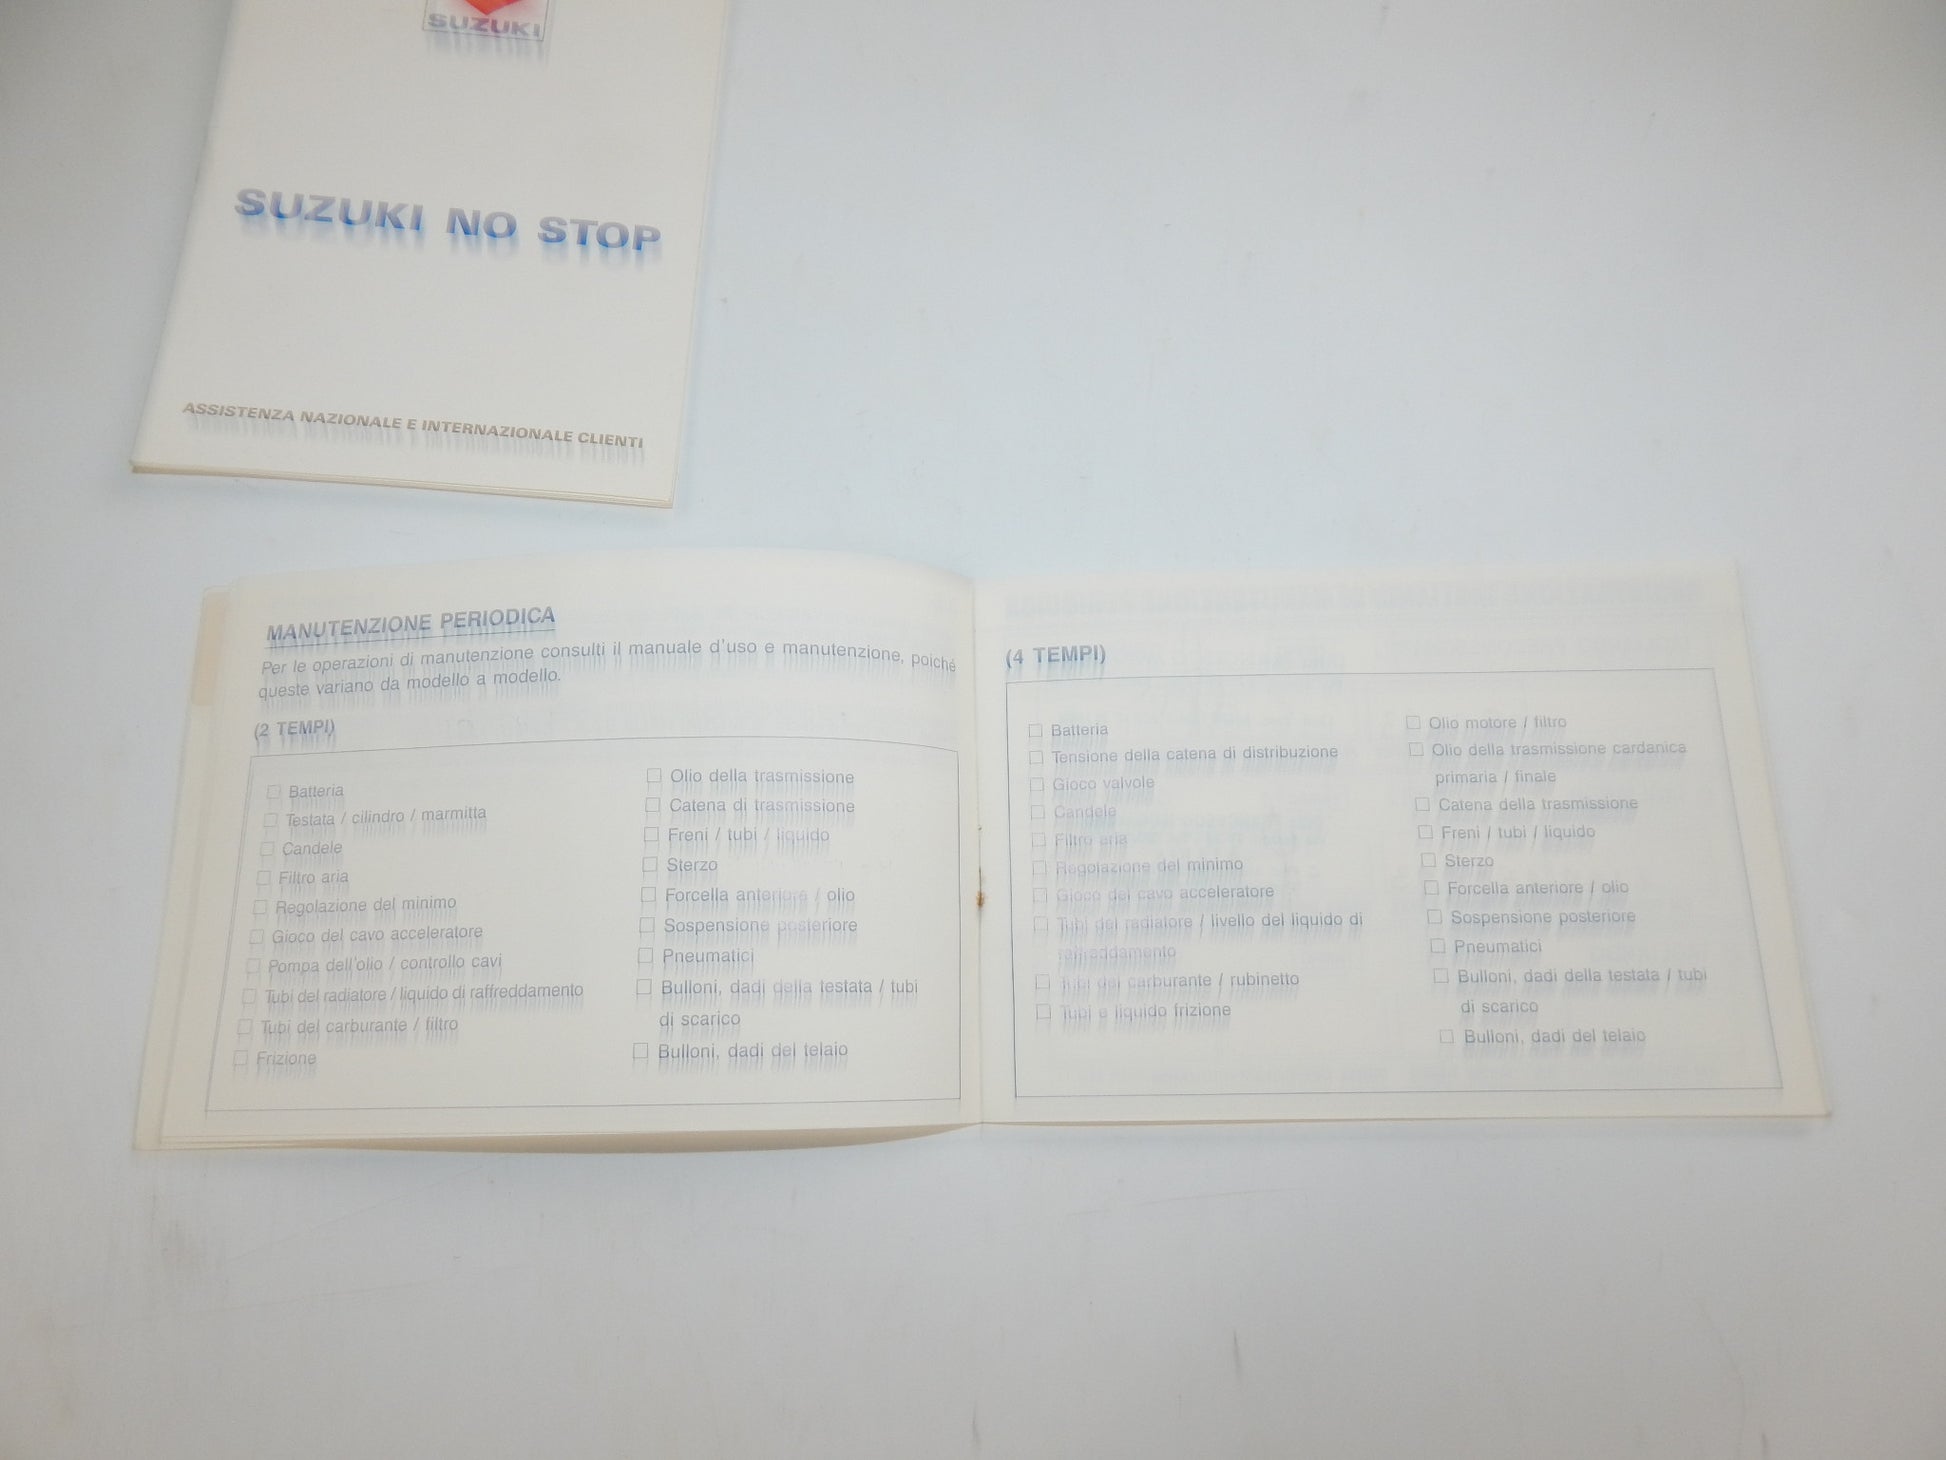 SUZUKI
SUZUKI NO STOP
ASSISTENZA NAZIONALE E INTERNAZIONALE CLIENTI
MANUTENZIONE PERIODICA
Per le operazioni di manutenzione consulti il manuale d'uso e manutenzione, poiché
queste variano da modello a modello.
(2 TEMPI)
Batteria
Testata / cilindro / marmitta
Candele
Filtro aria
Regolazione del minimo
Gioco del cavo acceleratore
Pompa dell'olio / controllo cavi
Tubi del radiatore / liquido di raffreddamento
Tubi del carburante / filtro
Frizione
Olio della trasmissione
Catena di trasmissione
Freni / tubi / liquido
Sterzo
Forcella anteriore / olio
Sospensione posteriore
Pneumatici
Bulloni, dadi della testata / tubi
di scarico
Bulloni, dadi del telaio
(4 TEMPI)
Batteria
Tensione della catena di distribuzione
Gioco valvole
Candele
Filtro aria
Regolazione del minimo
Gioco del cavo acceleratore
Tubi del radiatore / livello del liquido di
raffreddamento
Tubi del carburante / rubinetto
Tubi e liquido frizione
Olio motore / filtro
Olio della trasmissione cardanica
primaria / finale
Catena della trasmissione
Freni / tubi / liquido
Sterzo
Forcella anteriore / olio
Sospensione posteriore
Pneumatici
Bulloni, dadi della testata / tubi
di scarico
Bulloni, dadi del telaio